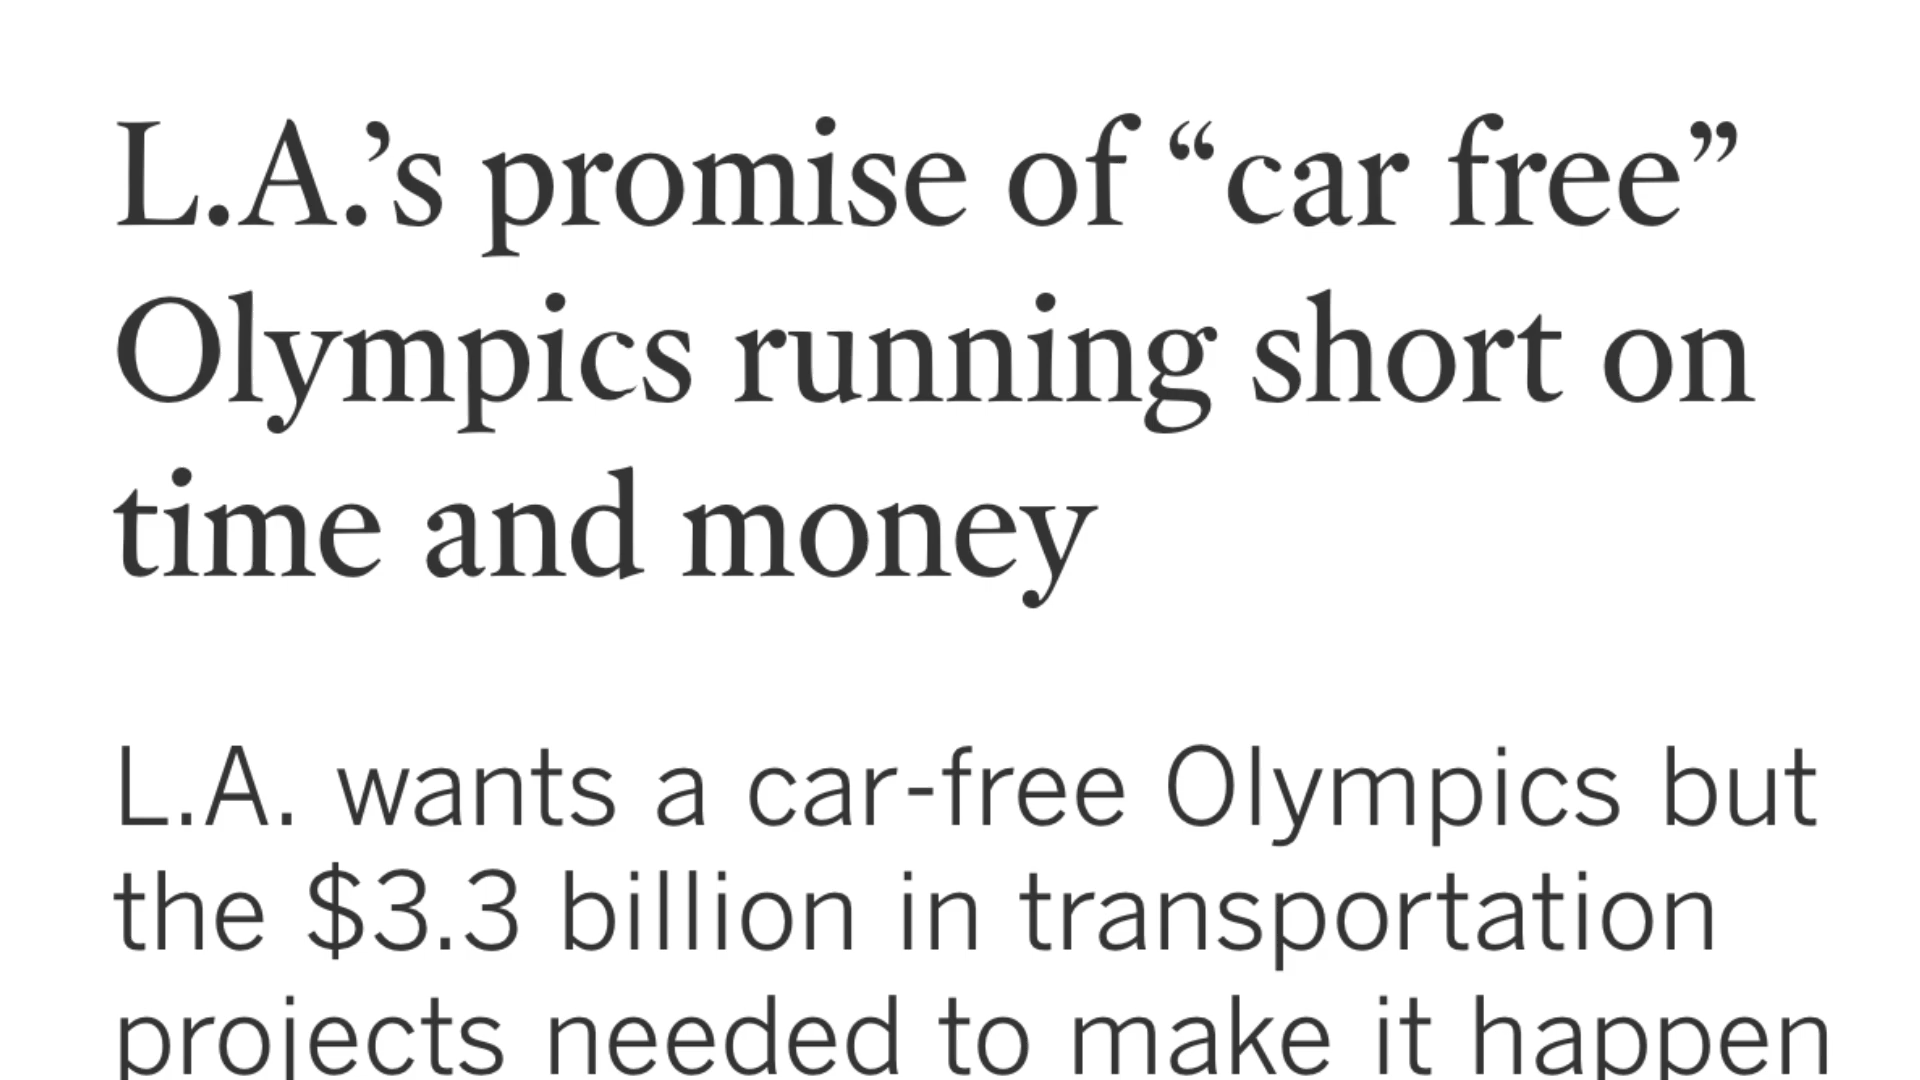 L.A.’s promise of “car free”
Olympics running short on
time and money
L.A. wants a car-free Olympics but
the $3.3 billion in transportation
projects needed to make it happen